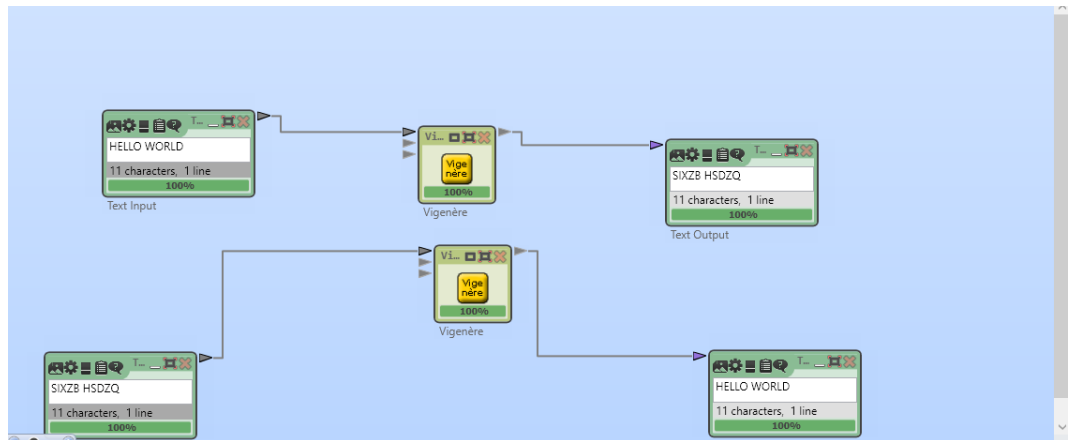 T...
HELLO WORLD
11 characters, 1 line
100%
Text Input
Vi...
Vige
nère
100%
Vigenère
T...
SIXZB HSDZQ
11 characters, 1 line
100%
Text Output
Vi...
Vige
nère
100%
Vigenère
T...
SIXZB HSDZQ
11 characters, 1 line
100%
T...
HELLO WORLD
11 characters, 1 line
100%